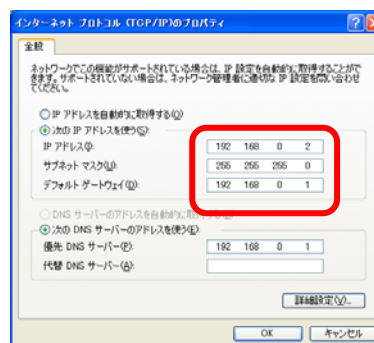 インターネット プロトコル (TCP/IP)のプロパティ
全般
ネットワークでこの機能がサポートされている場合は、IP 設定を自動的に取得することがで
きます。サポートされていない場合は、ネットワーク管理者に適切な IP 設定を問い合わせ
てください。
IP アドレスを自動的に取得する(O)
次の IP アドレスを使う(S):
IP アドレス(I): 192 168 0 2
サブネット マスク(U): 255 255 255 0
デフォルト ゲートウェイ(D): 192 168 0 1
DNS サーバーのアドレスを自動的に取得する(B)
次の DNS サーバーのアドレスを使う(E):
優先 DNS サーバー(P): 192 168 0 1
代替 DNS サーバー(A):
詳細設定(V)...
OK キャンセル